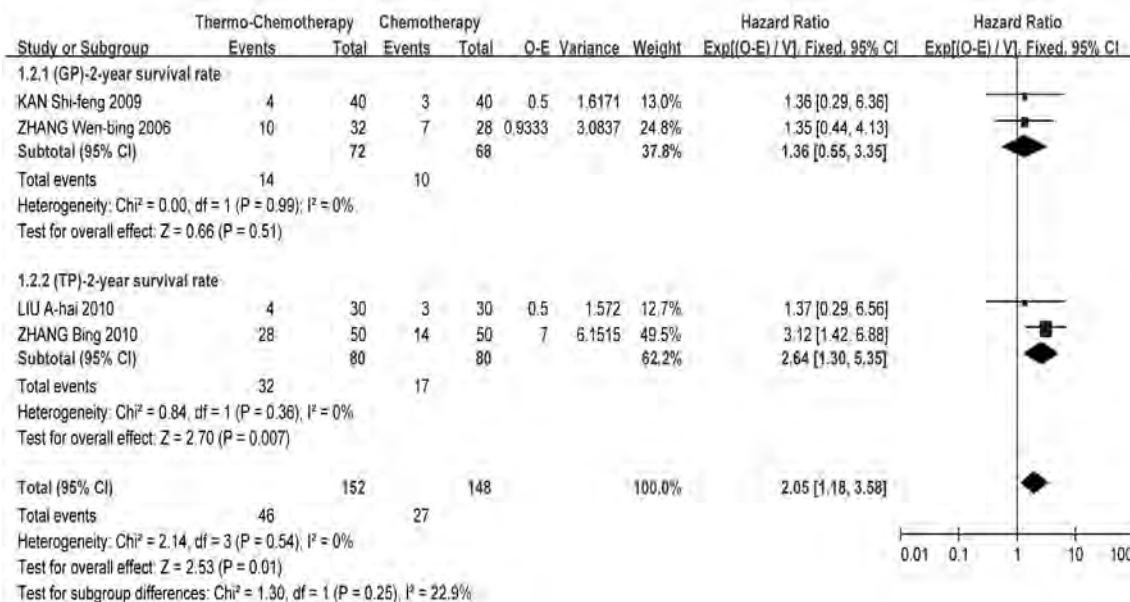 Thermo-Chemotherapy Chemotherapy Hazard Ratio Hazard Ratio
Study or Subgroup Events Total Events Total O-E Variance Weight Exp[(O-E) / V], Fixed, 95% CI Exp[(O-E) / V], Fixed, 95% CI
1.2.1 (GP)-2-year survival rate
KAN Shi-feng 2009 4 40 3 40 0.5 1.6171 13.0% 1.36 [0.29, 6.36]
ZHANG Wen-bing 2006 10 32 7 28 0.9333 3.0837 24.8% 1.35 [0.44, 4.13]
Subtotal (95% CI) 72 68 37.8% 1.36 [0.55, 3.35]
Total events 14 10
Heterogeneity: Chi² = 0.00, df = 1 (P = 0.99); I² = 0%
Test for overall effect: Z = 0.66 (P = 0.51)
1.2.2 (TP)-2-year survival rate
LIU A-hai 2010 4 30 3 30 0.5 1.572 12.7% 1.37 [0.29, 6.56]
ZHANG Bing 2010 28 50 14 50 7 6.1515 49.5% 3.12 [1.42, 6.88]
Subtotal (95% CI) 80 80 62.2% 2.64 [1.30, 5.35]
Total events 32 17
Heterogeneity: Chi² = 0.84, df = 1 (P = 0.36); I² = 0%
Test for overall effect: Z = 2.70 (P = 0.007)
Total (95% CI) 152 148 100.0% 2.05 [1.18, 3.58]
Total events 46 27
Heterogeneity: Chi² = 2.14, df = 3 (P = 0.54); I² = 0%
Test for overall effect: Z = 2.53 (P = 0.01)
Test for subgroup differences: Chi² = 1.30, df = 1 (P = 0.25), I² = 22.9%
0.01 0.1 1 10 100